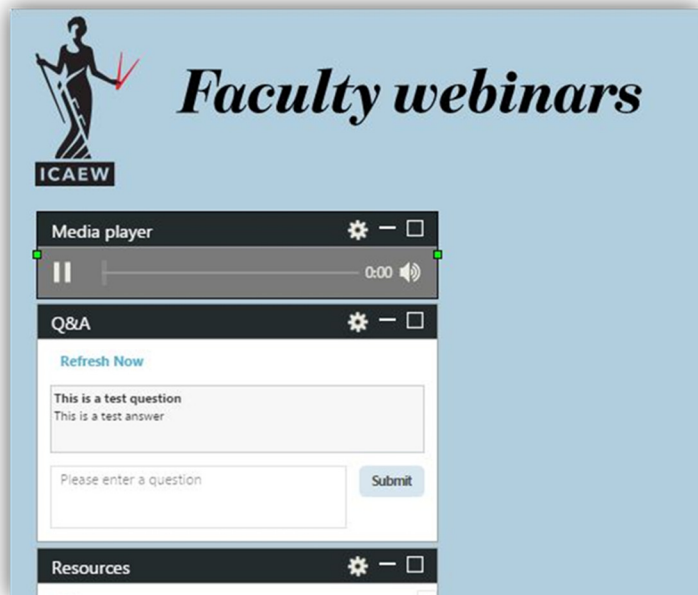 Faculty webinars
ICAEW
Media player
0:00
Q&A
Refresh Now
This is a test question
This is a test answer
Please enter a question
Submit
Resources